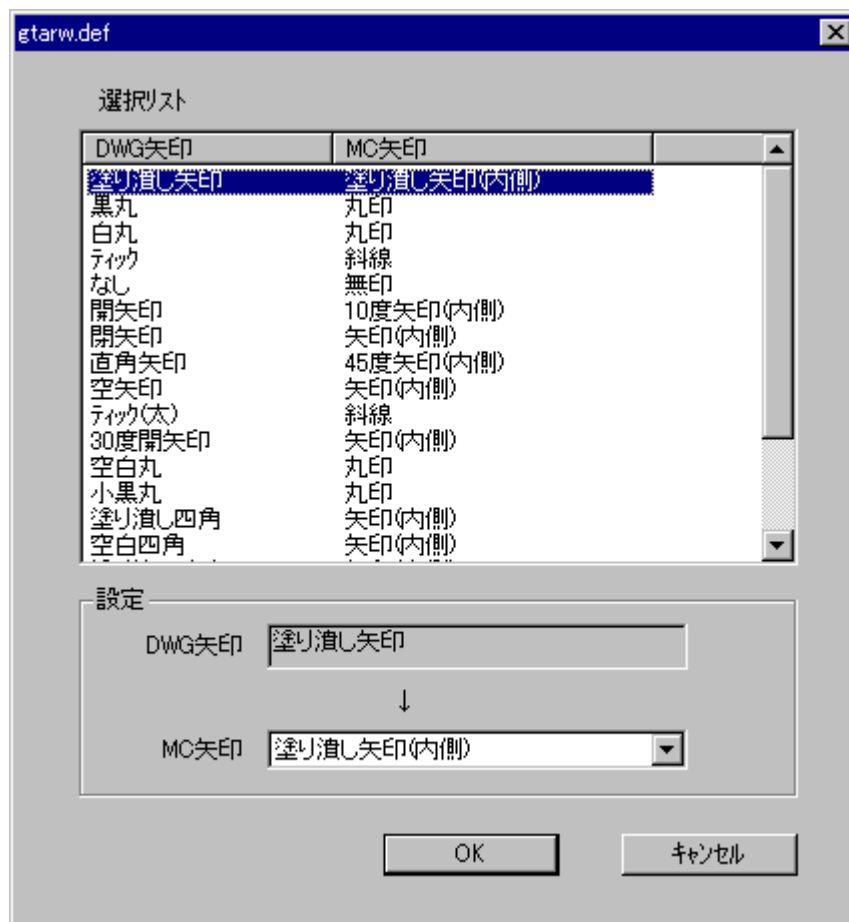 gtarw.def
選択ﾘｽﾄ
DWG矢印 MC矢印
塗り潰し矢印 塗り潰し矢印(内側)
黒丸 丸印
白丸 丸印
ﾃｨｯｸ 斜線
なし 無印
開矢印 10度矢印(内側)
閉矢印 矢印(内側)
直角矢印 45度矢印(内側)
空矢印 矢印(内側)
ﾃｨｯｸ(太) 斜線
30度開矢印 矢印(内側)
空白丸 丸印
小黒丸 丸印
塗り潰し四角 矢印(内側)
空白四角 矢印(内側)
設定
DWG矢印 塗り潰し矢印
↓
MC矢印 塗り潰し矢印(内側)
OK ｷｬﾝｾﾙ